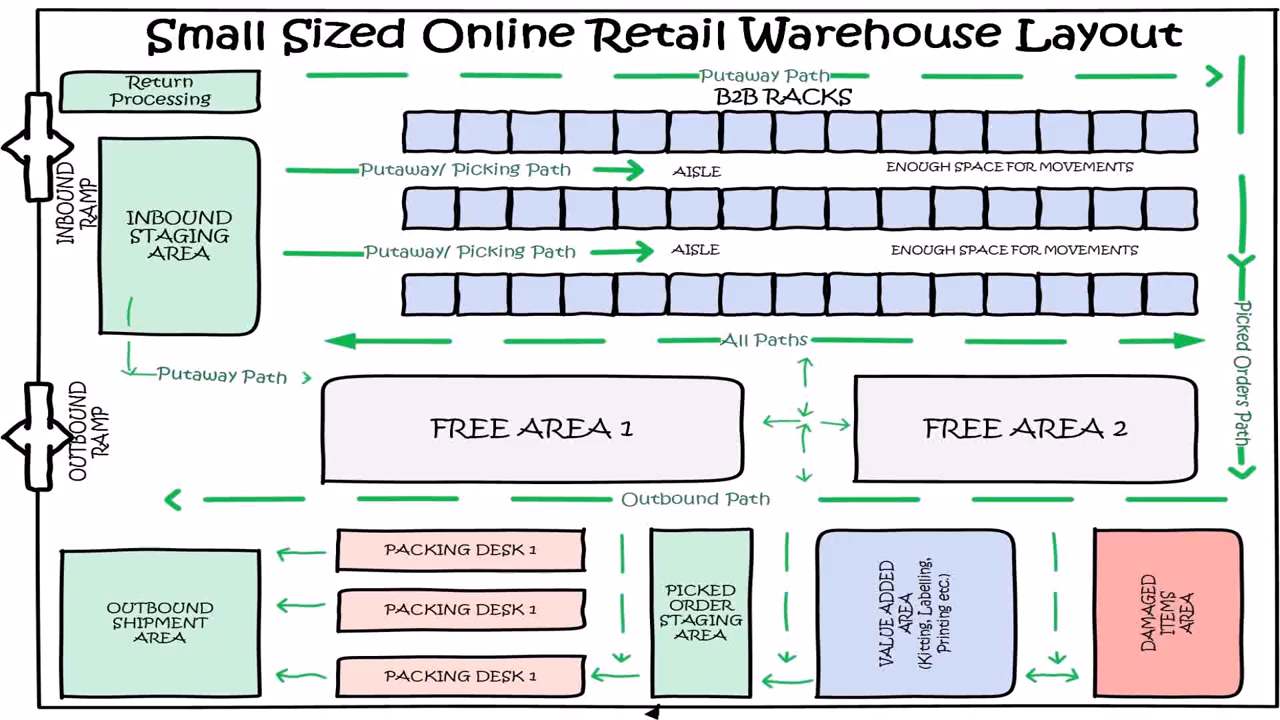 Small Sized Online Retail Warehouse Layout
Return
Processing
Putaway Path
B2B RACKS
INBOUND
RAMP
INBOUND
STAGING
AREA
Putaway/ Picking Path
AISLE
ENOUGH SPACE FOR MOVEMENTS
Putaway/ Picking Path
AISLE
ENOUGH SPACE FOR MOVEMENTS
All Paths
Picked Orders Path
Putaway Path
OUTBOUND
RAMP
FREE AREA 1
FREE AREA 2
Outbound Path
OUTBOUND
SHIPMENT
AREA
PACKING DESK 1
PACKING DESK 1
PACKING DESK 1
PICKED
ORDER
STAGING
AREA
VALUE ADDED
AREA
(Kitting, Labelling,
Printing etc.)
DAMAGED
ITEMS
AREA